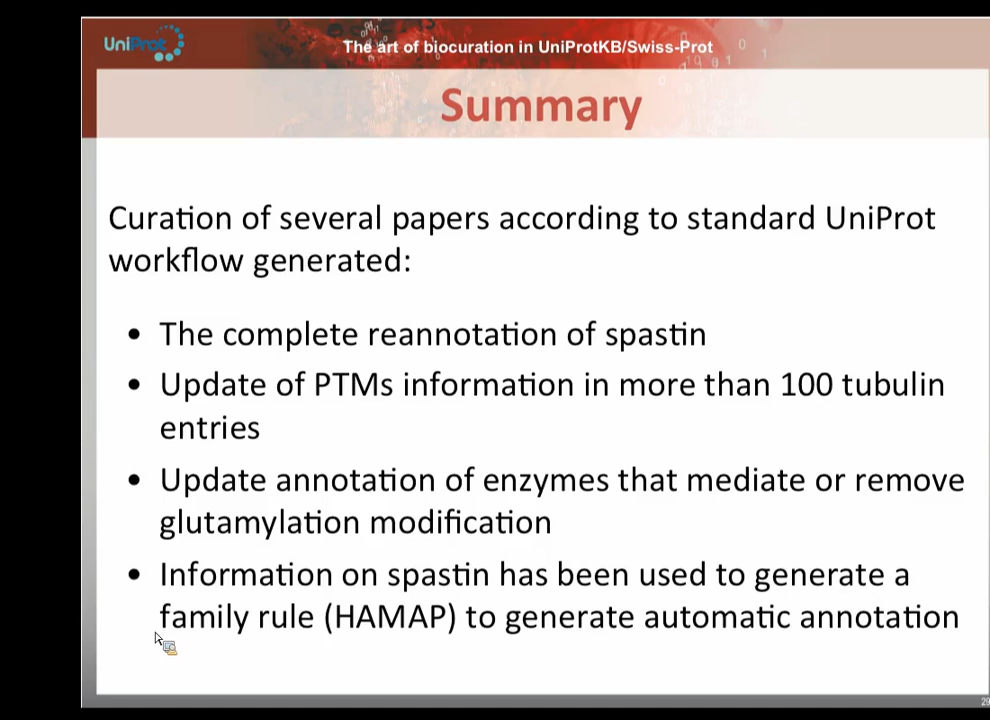 UniProt
The art of biocuration in UniProtKB/Swiss-Prot
Summary
Curation of several papers according to standard UniProt
workflow generated:
• The complete reannotation of spastin
• Update of PTMs information in more than 100 tubulin
entries
• Update annotation of enzymes that mediate or remove
glutamylation modification
• Information on spastin has been used to generate a
family rule (HAMAP) to generate automatic annotation